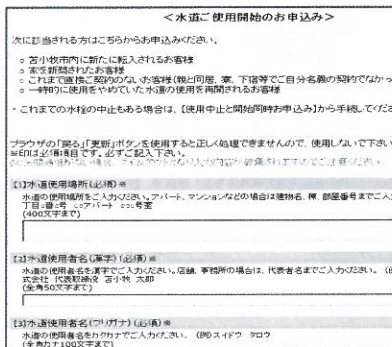 ＜水道ご使用開始のお申込み＞
次に該当される方はこちらからお申込みください。
○ 苫小牧市内に新たに転入されるお客様
○ 家を新築されたお客様
○ これまで直接ご契約のないお客様(親と同居、寮、下宿等でご自分名義の契約でなかっ
○ 一時的に使用をやめていた水道の使用を再開されるお客様
・これまでの水栓の中止もある場合は、【使用中止と開始同時お申込み】から手続してくださ
ブラウザの「戻る」「更新」ボタンを使用すると正しく処理できませんので、使用しないで下さい
※印は必須項目です。必ずご記入下さい。
【1】水道使用場所(必須) ※
水道の使用場所をご入力ください。アパート、マンションなどの場合は建物名、棟、部屋番号までご入
丁目○番○号 ○○アパート ○○○号室
(400文字まで)
【2】水道使用者名(漢字) (必須) ※
水道の使用者名を漢字でご入力ください。店舗、事務所の場合は、代表者名までご入力ください。
式会社 代表取締役 苫小牧 太郎
(全角50文字まで)
【3】水道使用者名(フリガナ) (必須) ※
水道の使用者名をカタカナでご入力ください。 (例)スイドウ タロウ
(全角カナ100文字まで)